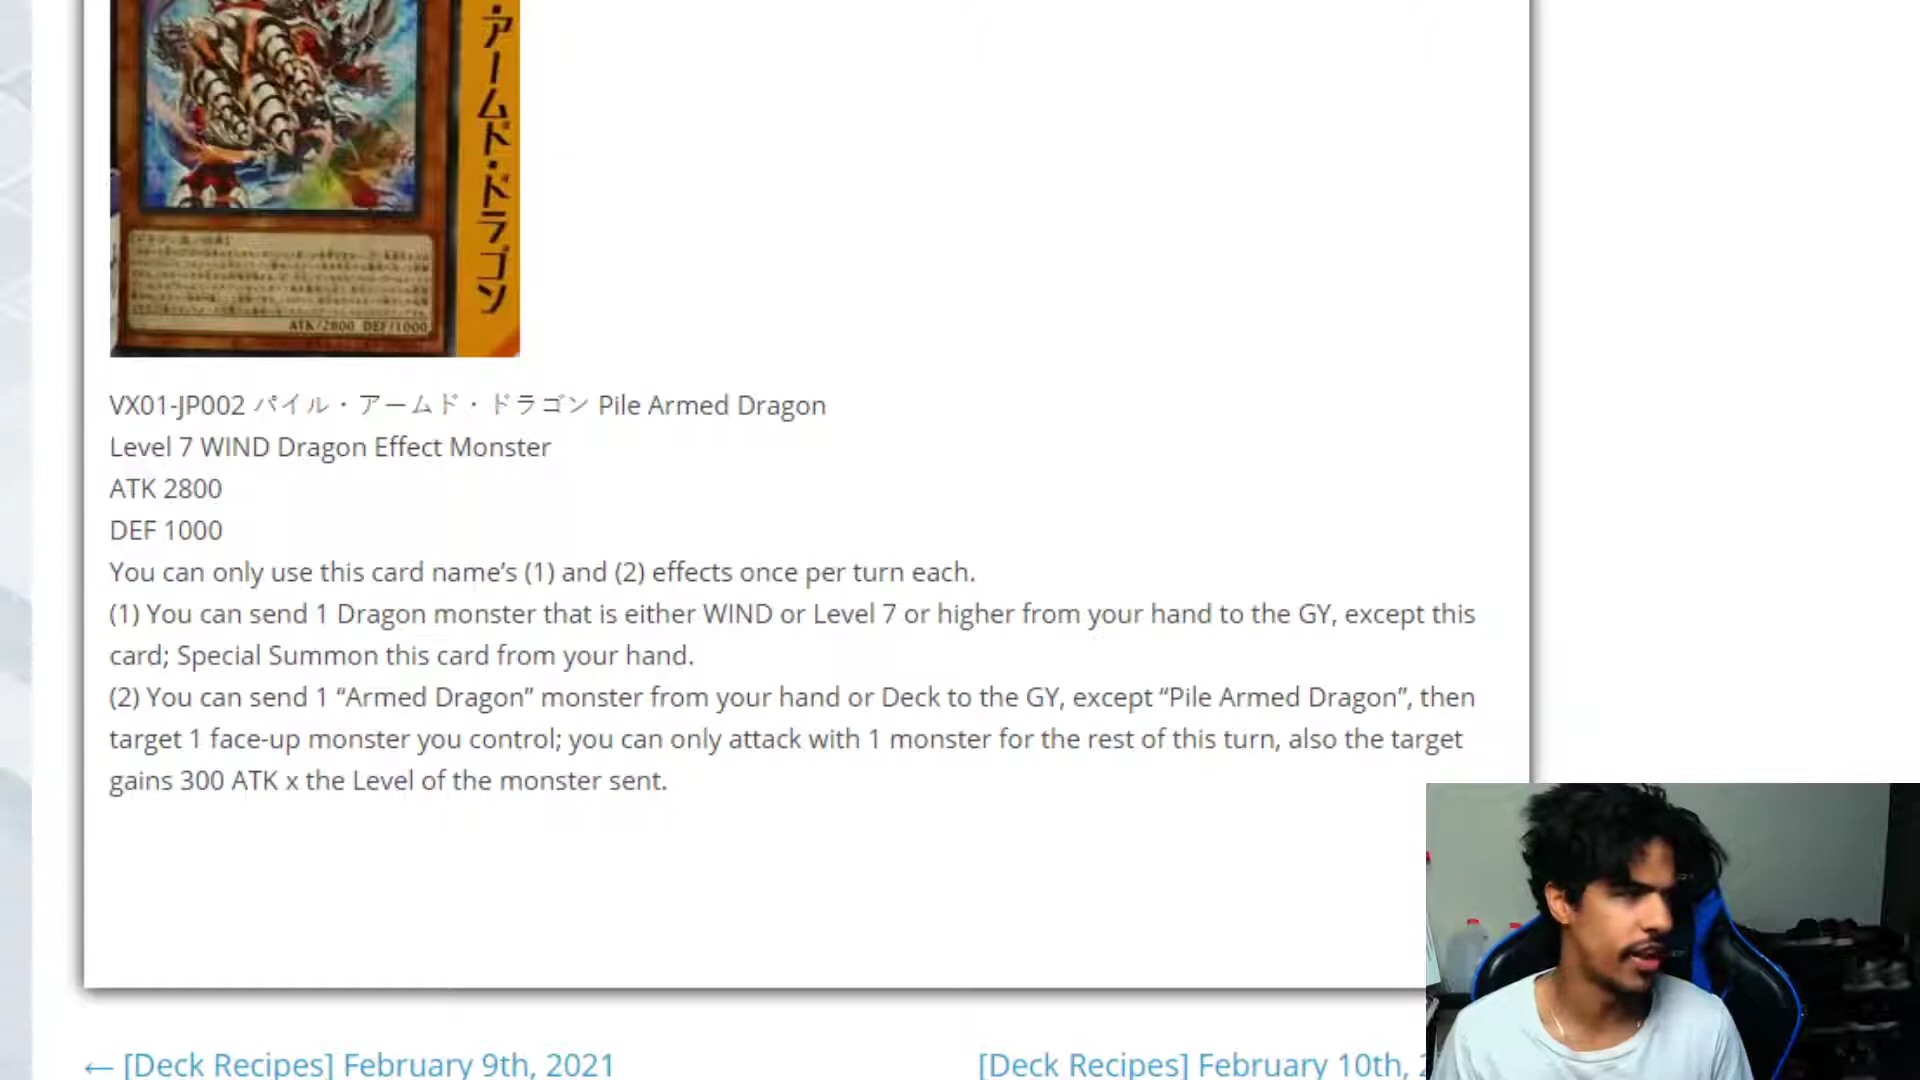 ・アームド・ドラゴン
ATK/2800 DEF/1000
VX01-JP002 パイル・アームド・ドラゴン Pile Armed Dragon
Level 7 WIND Dragon Effect Monster
ATK 2800
DEF 1000
You can only use this card name’s (1) and (2) effects once per turn each.
(1) You can send 1 Dragon monster that is either WIND or Level 7 or higher from your hand to the GY, except this
card; Special Summon this card from your hand.
(2) You can send 1 “Armed Dragon” monster from your hand or Deck to the GY, except “Pile Armed Dragon”, then
target 1 face-up monster you control; you can only attack with 1 monster for the rest of this turn, also the target
gains 300 ATK x the Level of the monster sent.
← [Deck Recipes] February 9th, 2021
[Deck Recipes] February 10th,